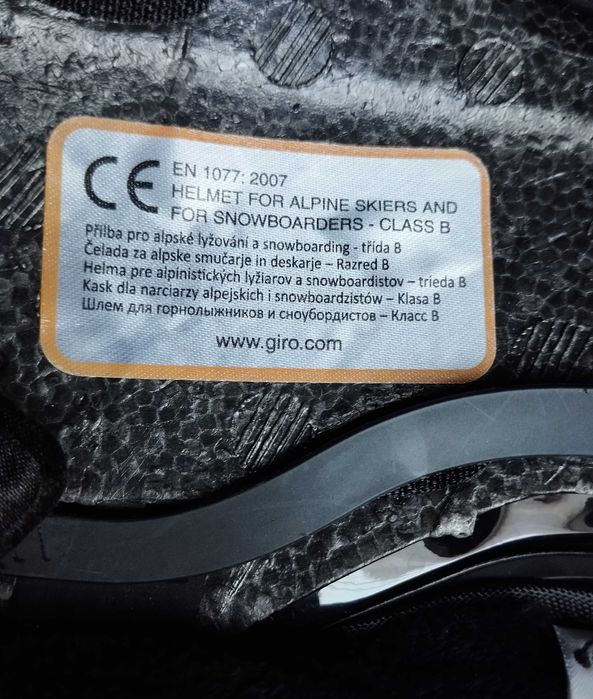 CE EN 1077: 2007
HELMET FOR ALPINE SKIERS AND
FOR SNOWBOARDERS - CLASS B
Přilba pro alpské lyžování a snowboarding - třída B
Čelada za alpske smučarje in deskarje – Razred B
Helma pre alpinistických lyžiarov a snowboardistov – trieda B
Kask dla narciarzy alpejskich i snowboardzistów – Klasa B
Шлем для горнолыжников и сноубордистов – Класс B
www.giro.com